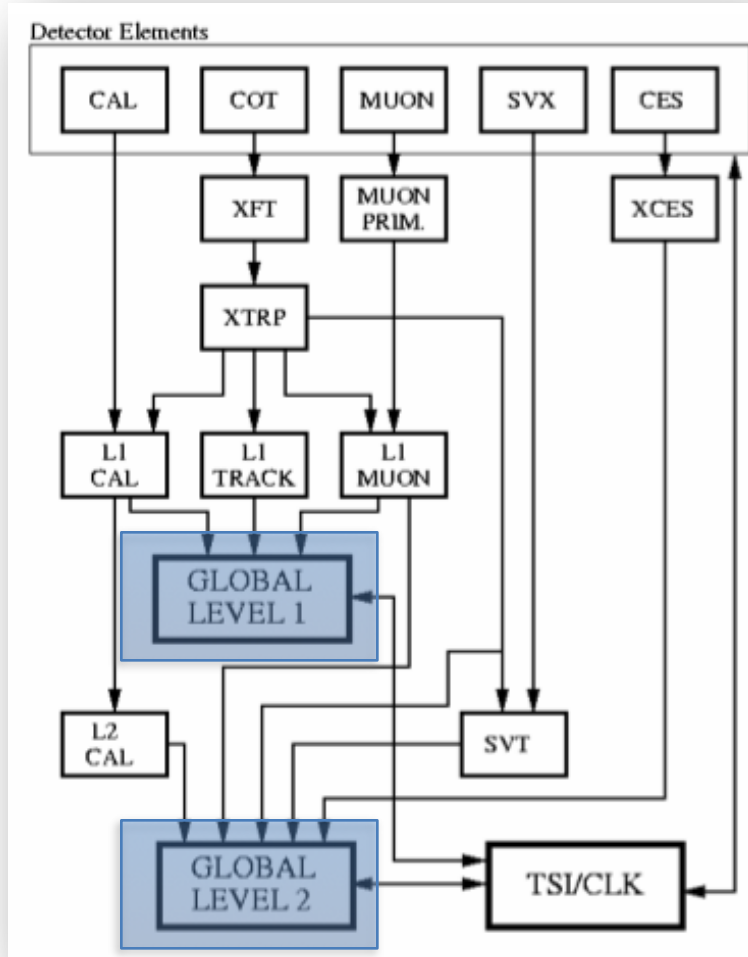 Detector Elements
CAL
COT
MUON
SVX
CES
XFT
MUON
PRIM.
XCES
XTRP
L1
CAL
L1
TRACK
L1
MUON
GLOBAL
LEVEL 1
L2
CAL
SVT
GLOBAL
LEVEL 2
TSI/CLK